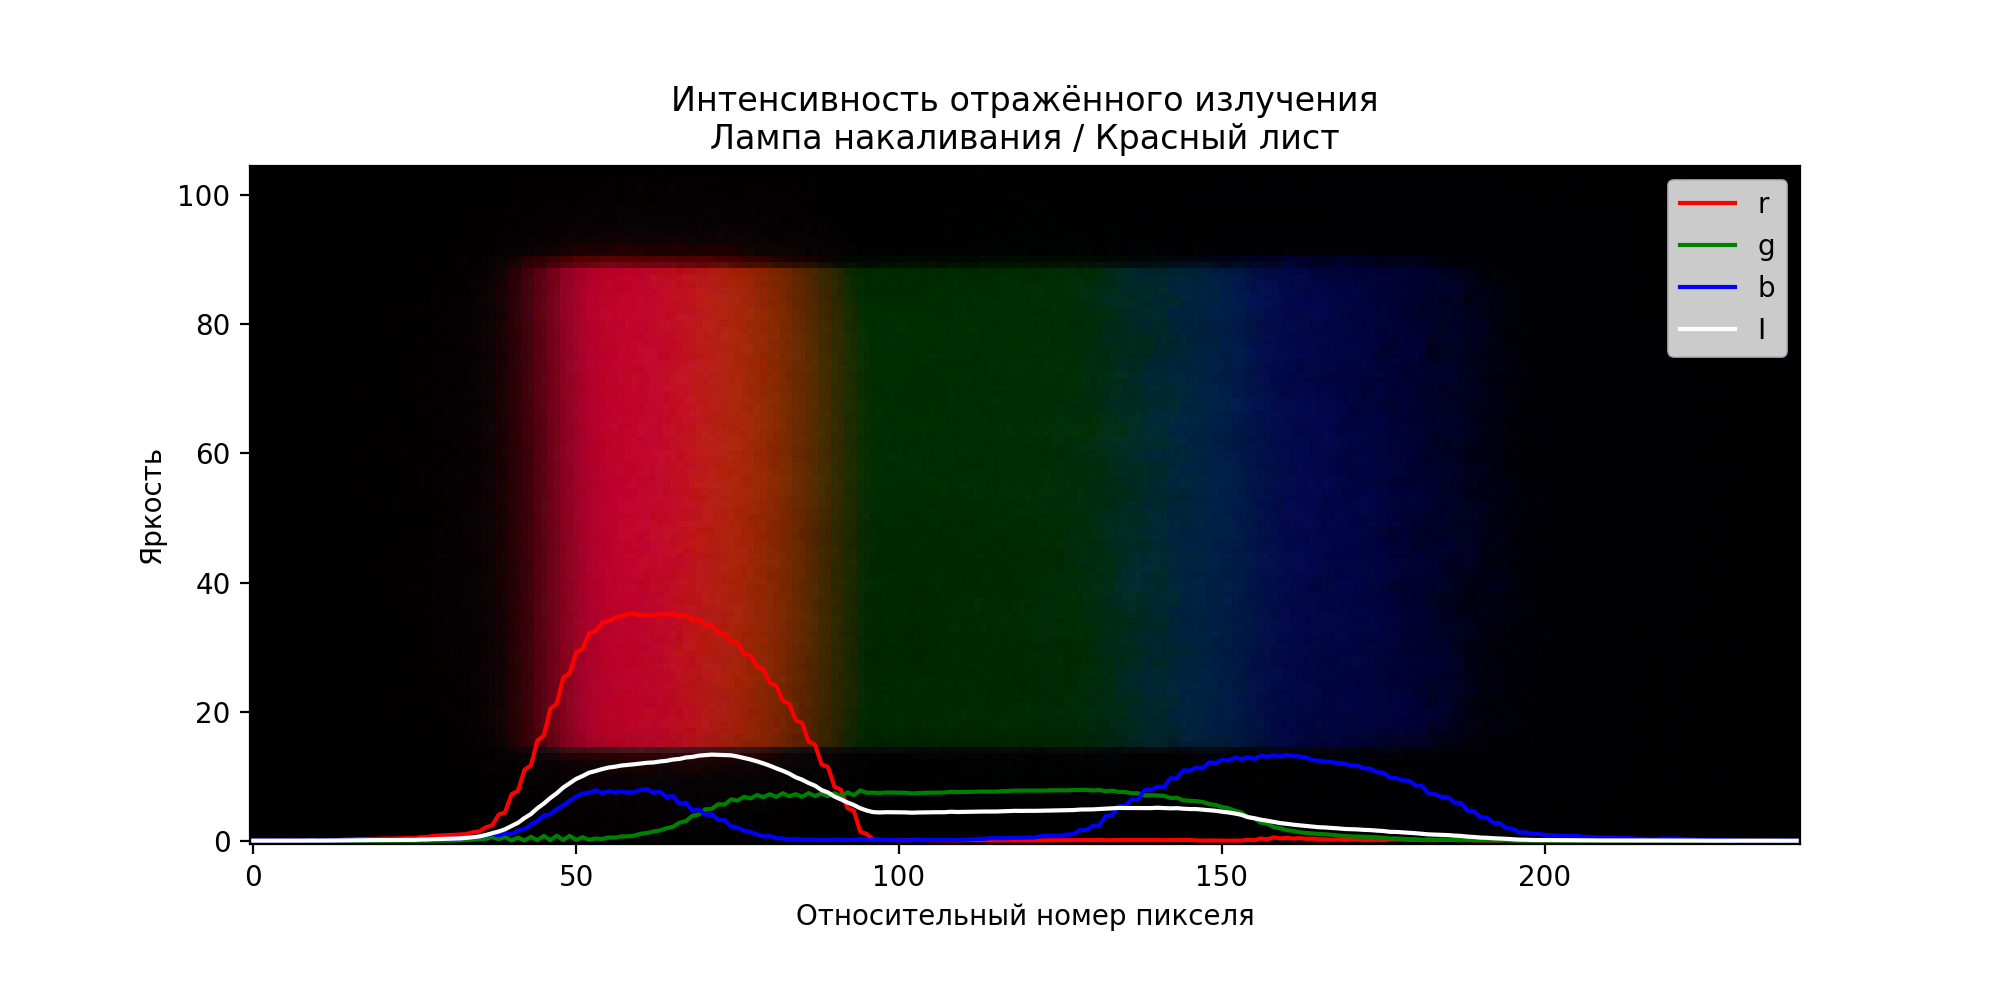 Интенсивность отражённого излучения
Лампа накаливания / Красный лист
Яркость
100
80
60
40
20
0
0 50 100 150 200
Относительный номер пикселя
r
g
b
l